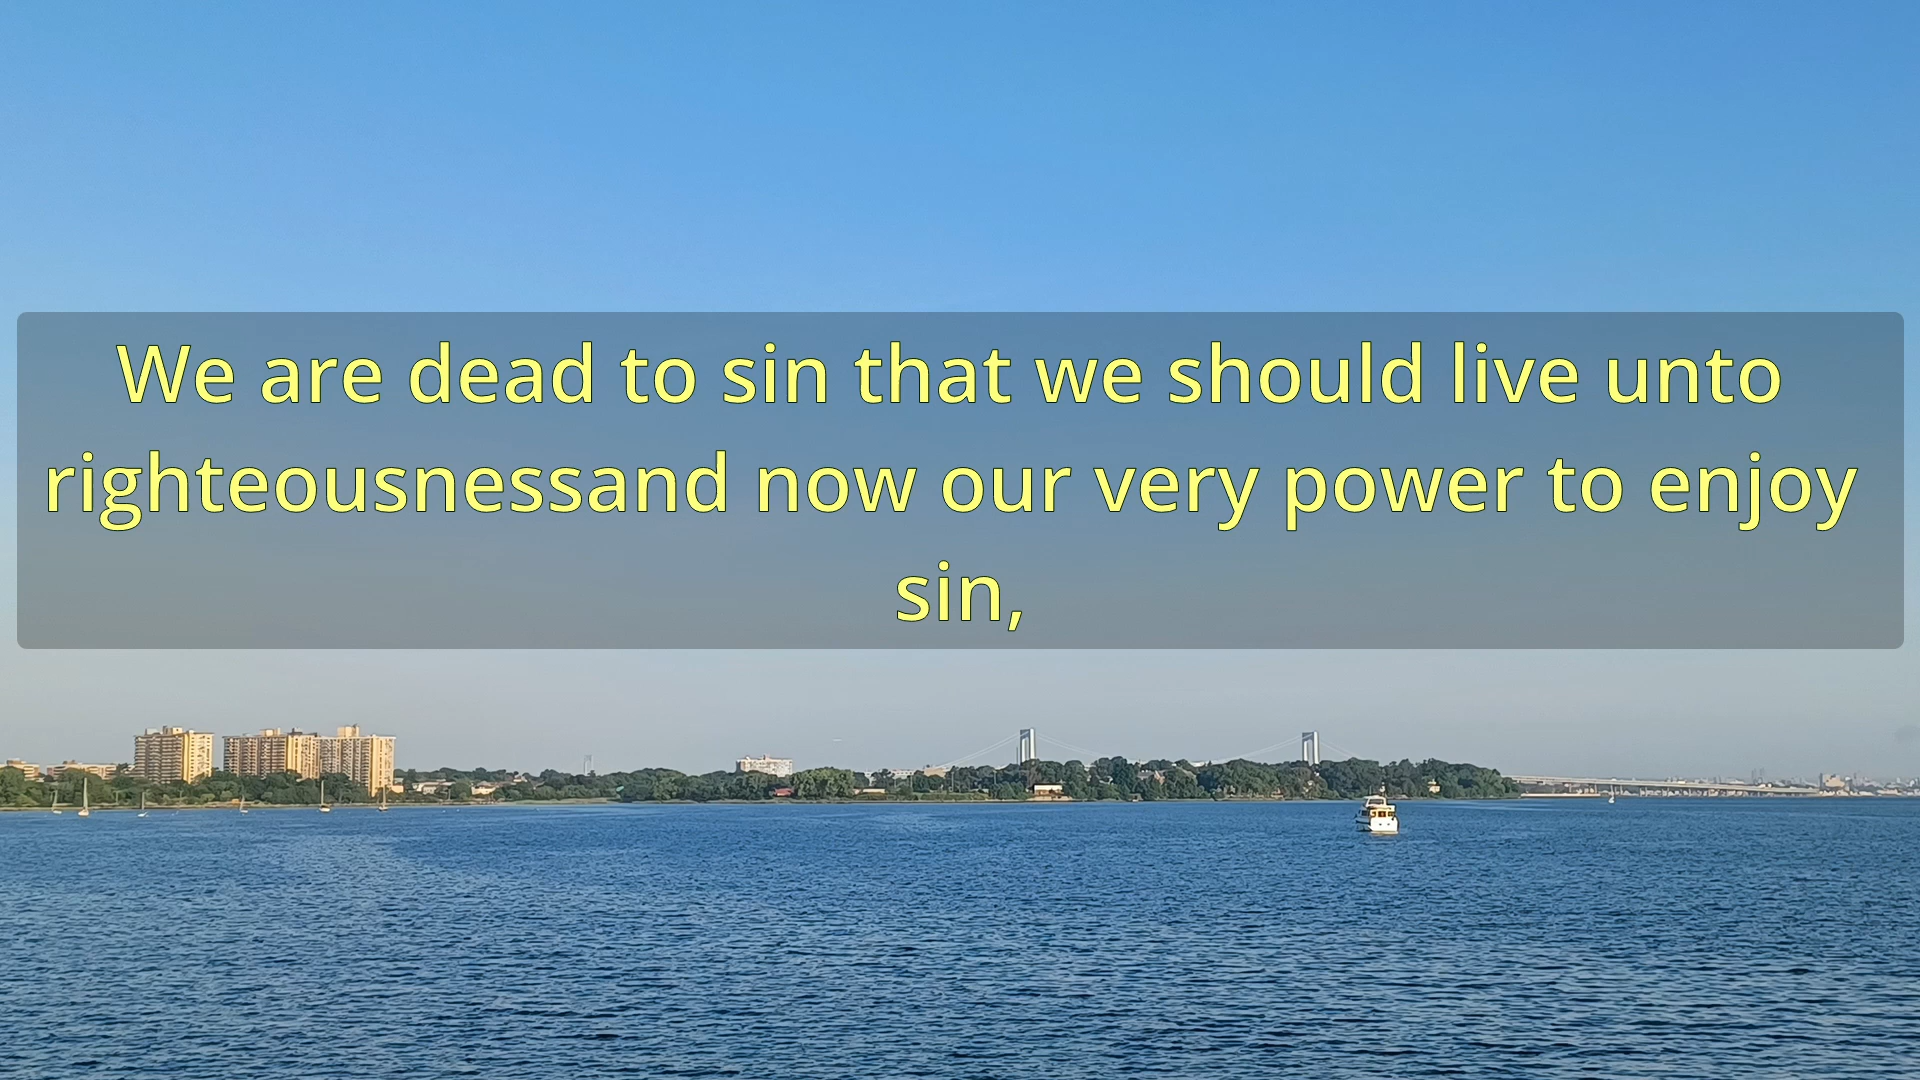 We are dead to sin that we should live unto
righteousnessand now our very power to enjoy
sin,